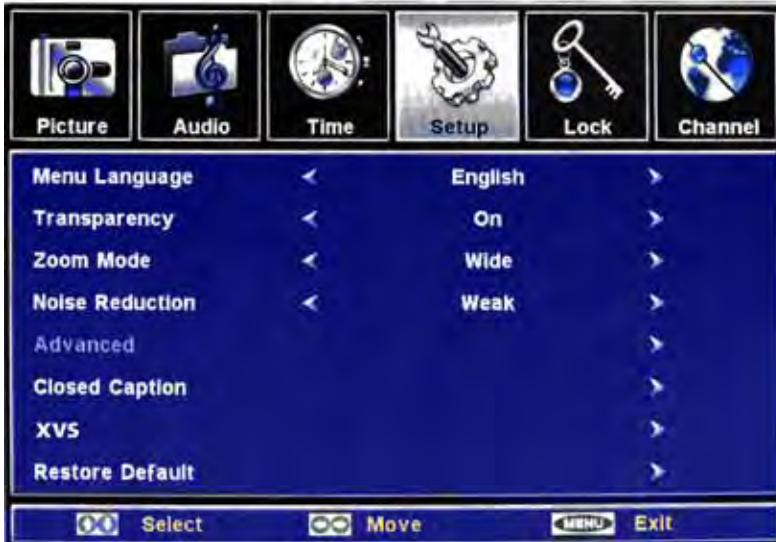 Picture Audio Time Setup Lock Channel
Menu Language English
Transparency On
Zoom Mode Wide
Noise Reduction Weak
Advanced
Closed Caption
XVS
Restore Default
Select Move MENU Exit